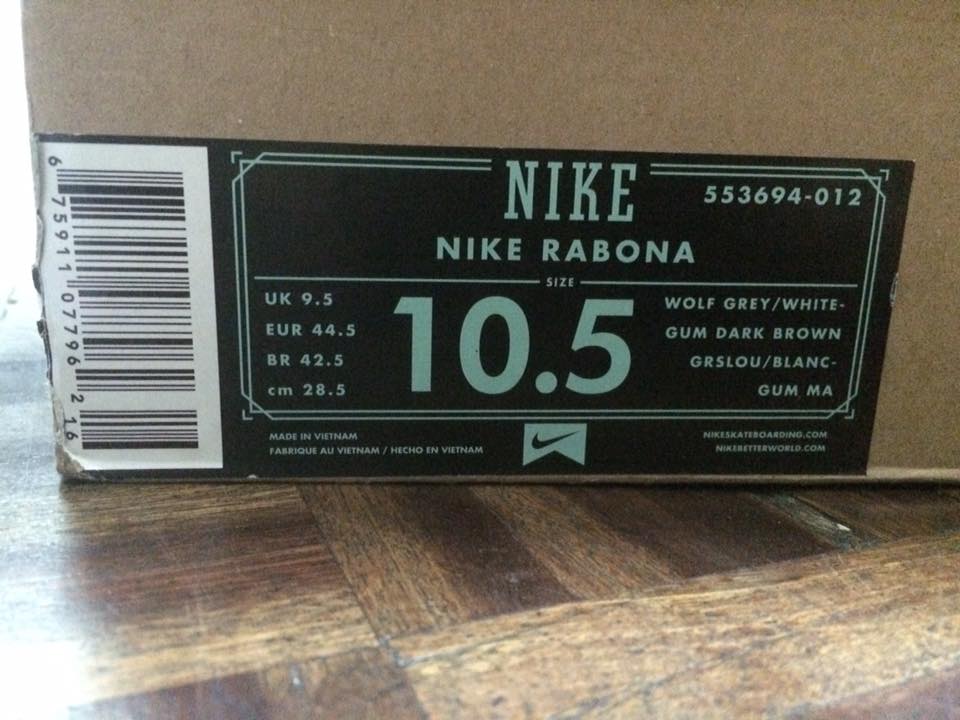 6 75911 07796 2 16
NIKE
553694-012
NIKE RABONA
SIZE
10.5
UK 9.5
EUR 44.5
BR 42.5
cm 28.5
WOLF GREY/WHITE-
GUM DARK BROWN
GRSLOU/BLANC-
GUM MA
MADE IN VIETNAM
FABRIQUE AU VIETNAM / HECHO EN VIETNAM
NIKESKATEBOARDING.COM
NIKEBETTERWORLD.COM